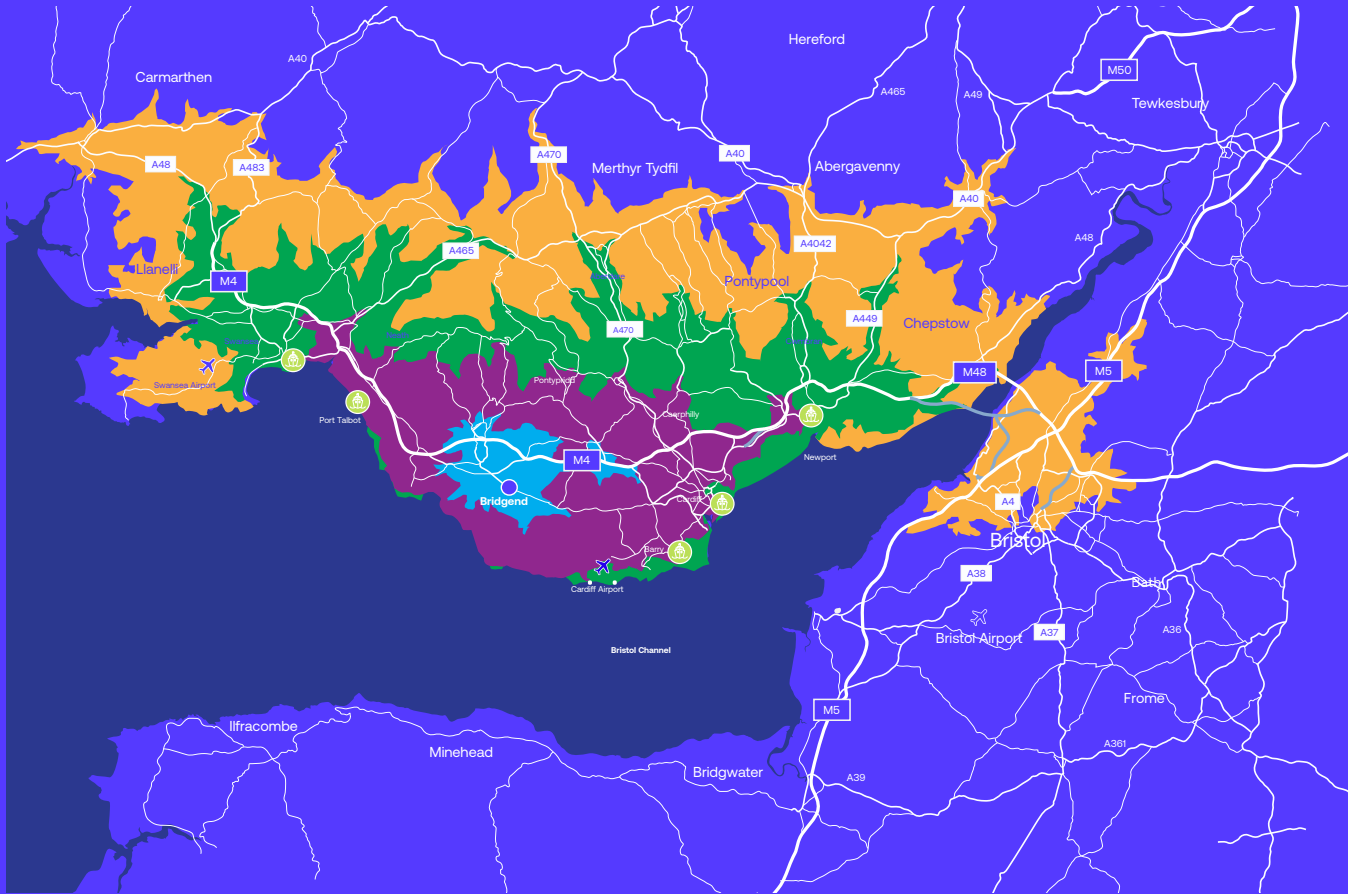 Hereford
A40
M50
Carmarthen
A465
A49
Tewkesbury
A470
A40
A48
A483
Merthyr Tydfil
Abergavenny
A40
A48
A4042
A465
Llanelli
M4
Pontypool
A449
Chepstow
A470
Swansea Airport
M48
M5
Pontypridd
Port Talbot
Caerphilly
Newport
M4
Bridgend
Cardiff
A4
Bristol
Barry
A38
Bath
Cardiff Airport
Bristol Airport
A37
A36
Bristol Channel
Frome
M5
Ilfracombe
A361
Minehead
Bridgwater
A39